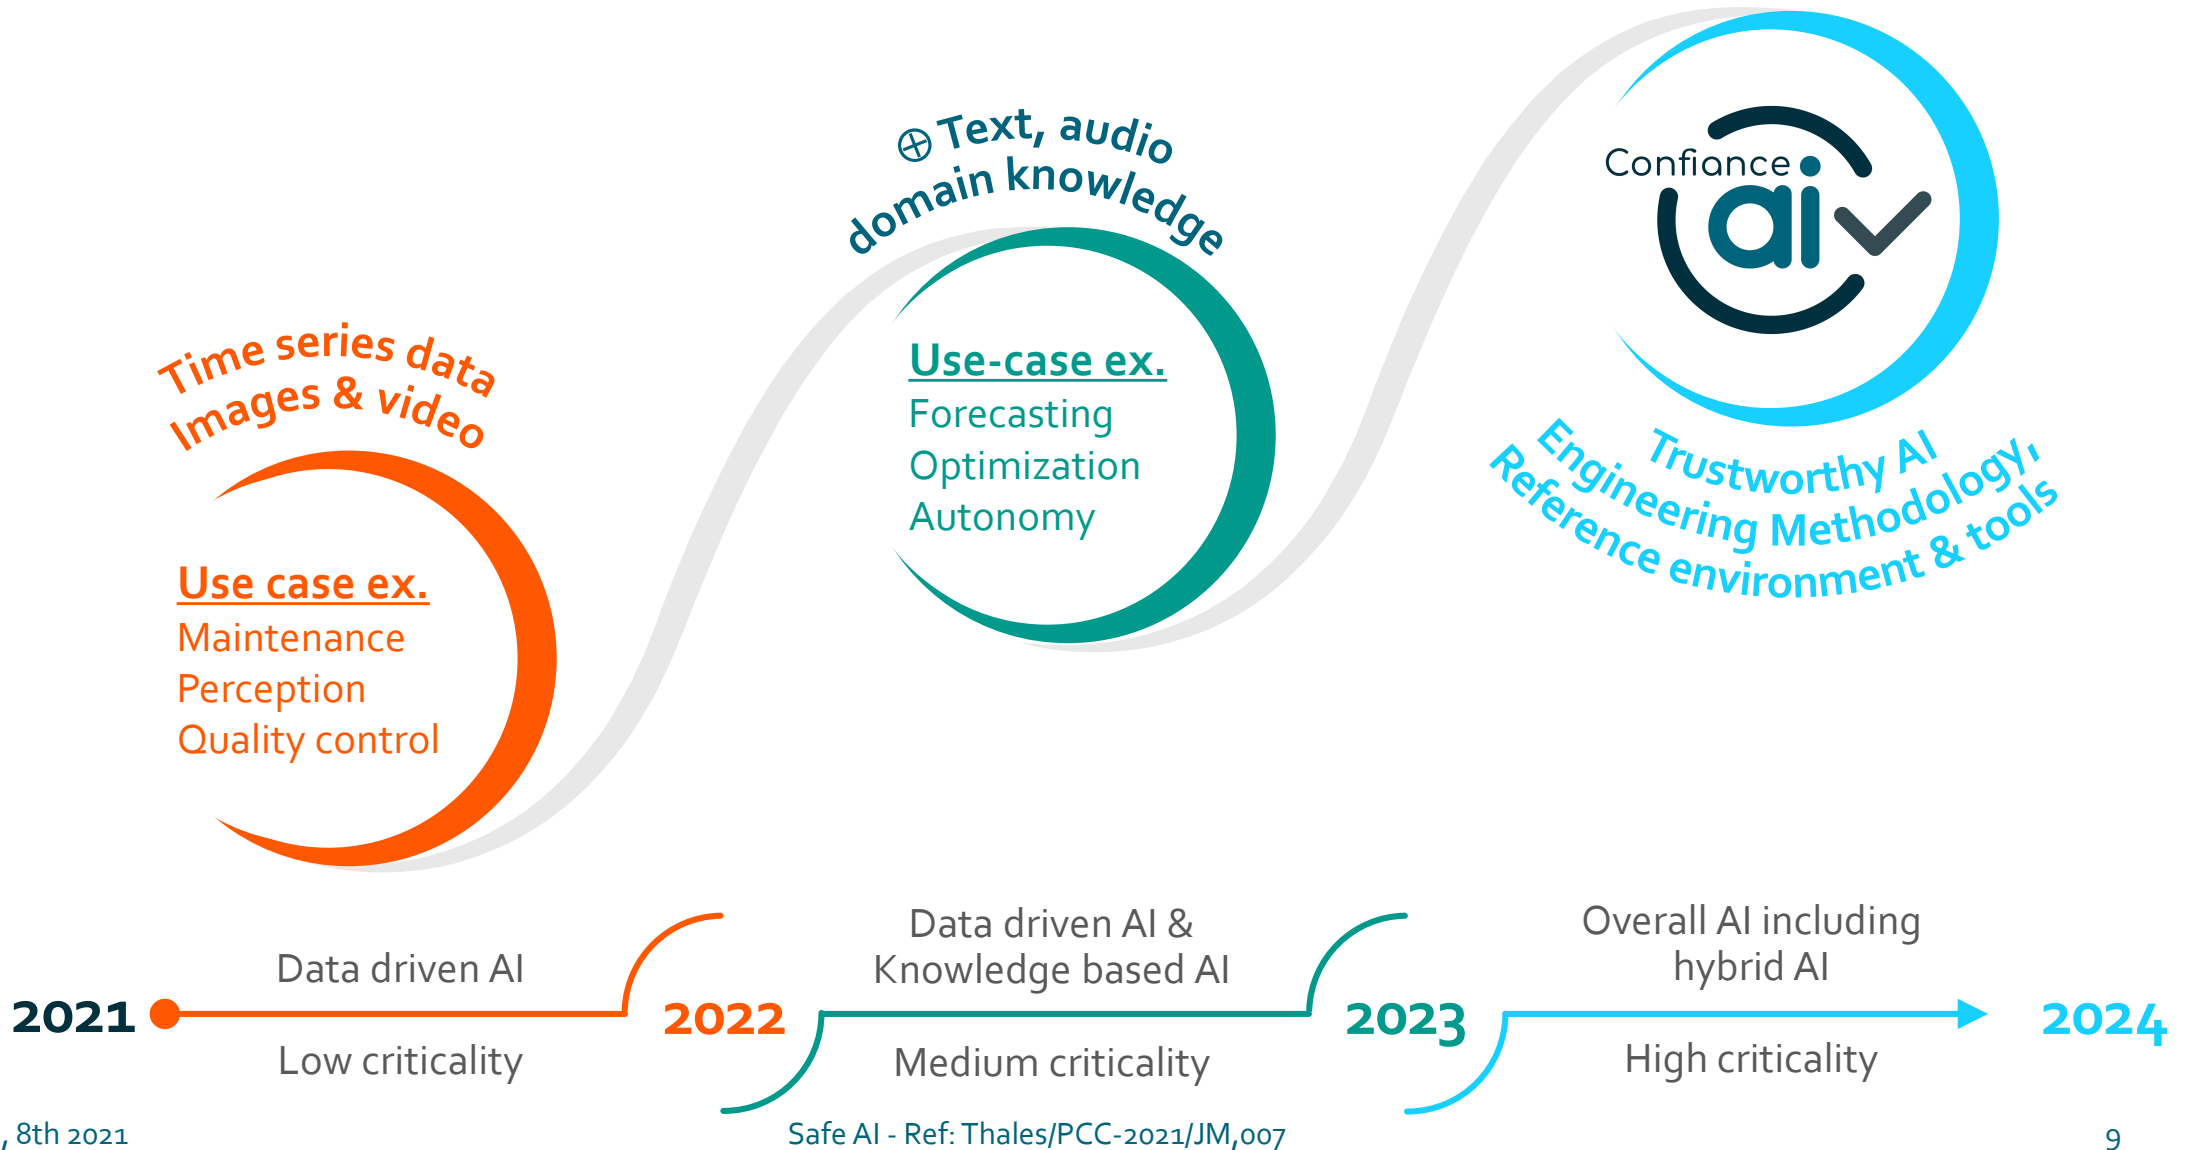 Time series data
Images & video
Use case ex.
Maintenance
Perception
Quality control
⊕ Text, audio
domain knowledge
Use-case ex.
Forecasting
Optimization
Autonomy
Confiance
ai
Trustworthy AI
Engineering Methodology,
Reference environment & tools
2021
Data driven AI
Low criticality
2022
Data driven AI &
Knowledge based AI
Medium criticality
2023
Overall AI including
hybrid AI
High criticality
2024
, 8th 2021
Safe AI - Ref: Thales/PCC-2021/JM,007
9